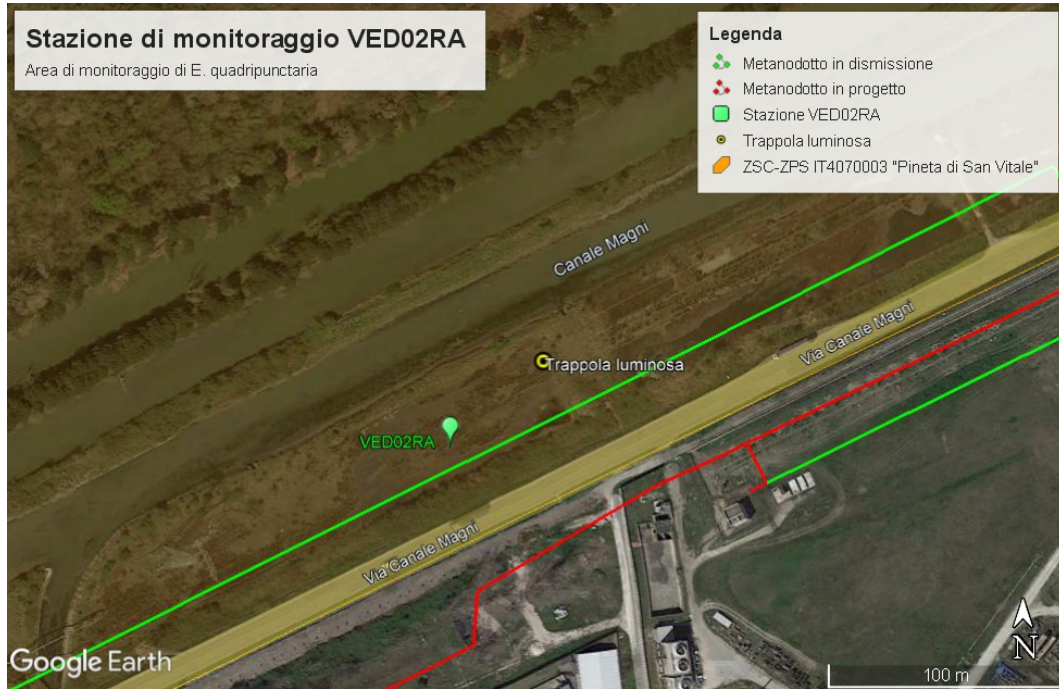 Stazione di monitoraggio VED02RA
Area di monitoraggio di E. quadripunctaria
Legenda
Metanodotto in dismissione
Metanodotto in progetto
Stazione VED02RA
Trappola luminosa
ZSC-ZPS IT4070003 "Pineta di San Vitale"
Canale Magni
Via Canale Magni
Trappola luminosa
VED02RA
Via Canale Magni
Google Earth
N
100 m